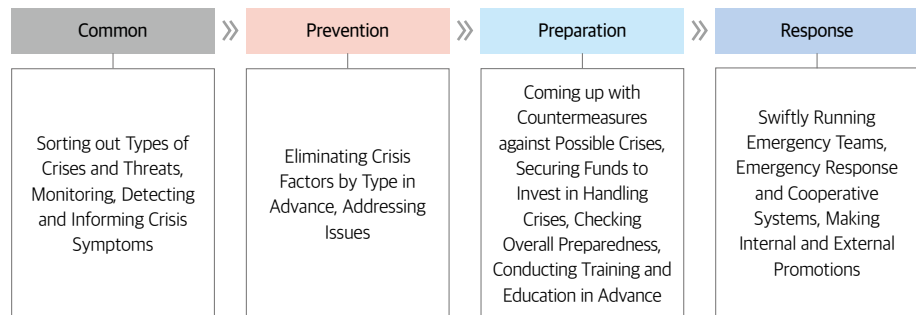 Common
Prevention
Preparation
Response
Sorting out Types of
Crises and Threats,
Monitoring, Detecting
and Informing Crisis
Symptoms
Eliminating Crisis
Factors by Type in
Advance, Addressing
Issues
Coming up with
Countermeasures
against Possible Crises,
Securing Funds to
Invest in Handling
Crises, Checking
Overall Preparedness,
Conducting Training and
Education in Advance
Swiftly Running
Emergency Teams,
Emergency Response
and Cooperative
Systems, Making
Internal and External
Promotions